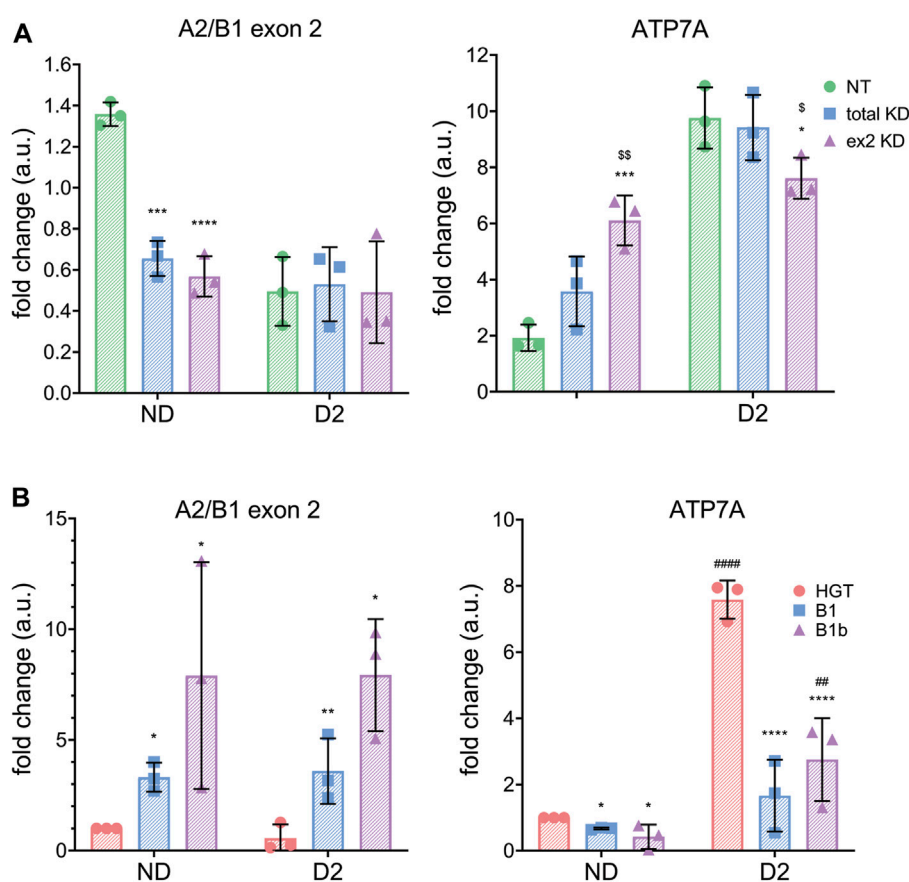 A
A2/B1 exon 2
fold change (a.u.)
1.6
1.4
1.2
1.0
0.8
0.6
0.4
0.2
0.0
***
****
ND
D2
ATP7A
fold change (a.u.)
12
10
8
6
4
2
0
$$
***
$
*
D2
NT
total KD
ex2 KD
B
A2/B1 exon 2
fold change (a.u.)
15
10
5
0
*
*
**
*
ND
D2
ATP7A
fold change (a.u.)
10
8
6
4
2
0
*
*
####
****
##
****
ND
D2
HGT
B1
B1b